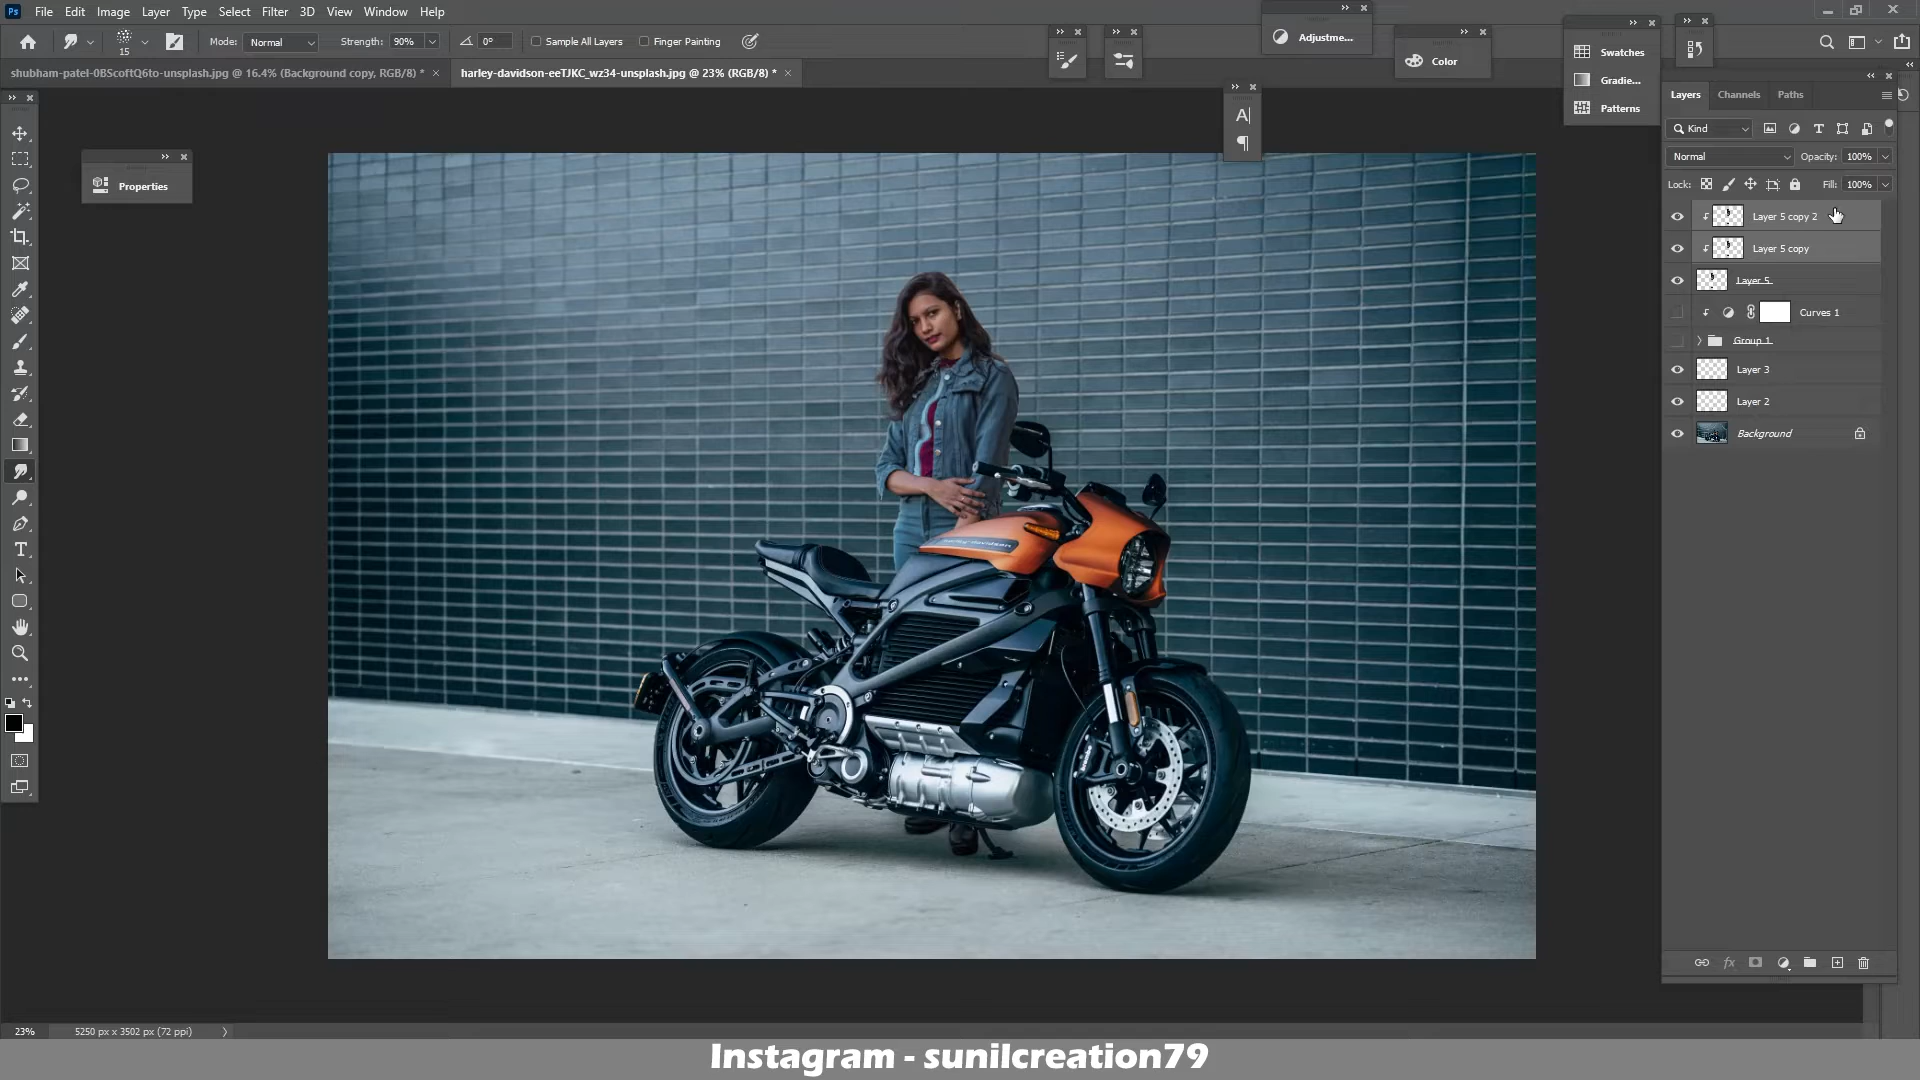 Ps File Edit Image Layer Type Select Filter 3D View Window Help
15 Mode: Normal Strength: 90% 0° Sample All Layers Finger Painting
Adjustme...
Color
Swatches
Gradie...
Patterns
shubham-patel-0BScoftQ6to-unsplash.jpg @ 16.4% (Background copy, RGB/8) * ×
harley-davidson-eeTJKC_wz34-unsplash.jpg @ 23% (RGB/8) * ×
Properties
Layers Channels Paths
Kind
Normal Opacity: 100%
Lock: Fill: 100%
Layer 5 copy 2
Layer 5 copy
Layer 5
Curves 1
Group 1
Layer 3
Layer 2
Background
harley-davidson
23% 5250 px x 3502 px (72 ppi)
Instagram - sunilcreation79